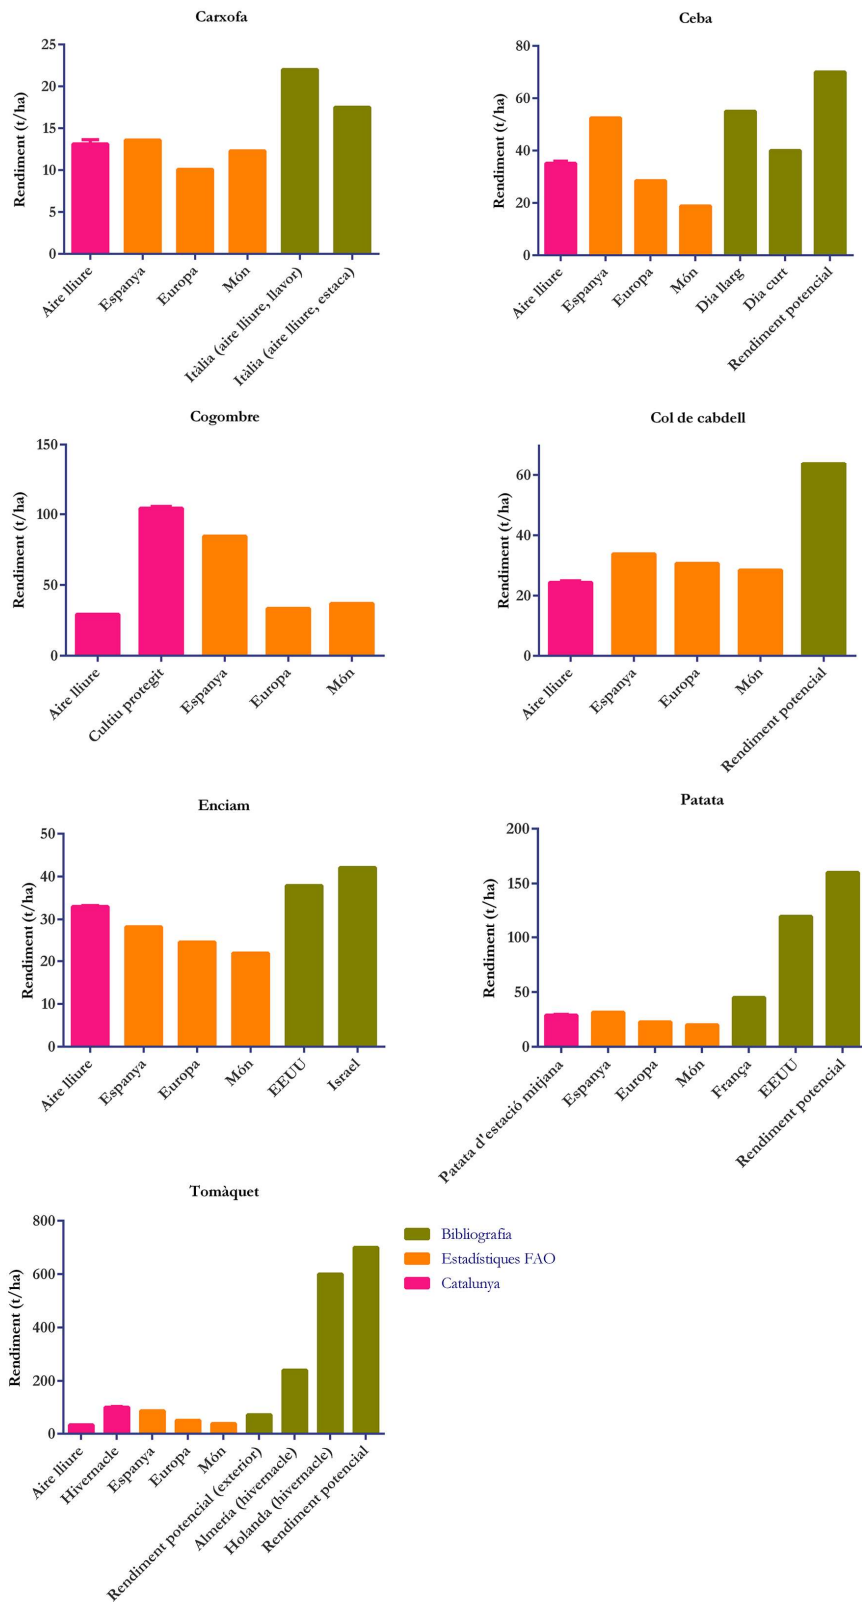 Carxofa
Rendiment (t/ha)
25
20
15
10
5
0
Aire lliure
Espanya
Europa
Món
Itàlia (aire lliure, llavor)
Itàlia (aire lliure, estaca)
Ceba
Rendiment (t/ha)
80
60
40
20
0
Aire lliure
Espanya
Europa
Món
Dia llarg
Dia curt
Rendiment potencial
Cogombre
Rendiment (t/ha)
150
100
50
0
Aire lliure
Cultiu protegit
Espanya
Europa
Món
Col de cabdell
Rendiment (t/ha)
60
40
20
0
Aire lliure
Espanya
Europa
Món
Rendiment potencial
Enciam
Rendiment (t/ha)
50
40
30
20
10
0
Aire lliure
Espanya
Europa
Món
EEUU
Israel
Patata
Rendiment (t/ha)
200
150
100
50
0
Patata d'estació mitjana
Espanya
Europa
Món
França
EEUU
Rendiment potencial
Tomàquet
Rendiment (t/ha)
800
600
400
200
0
Aire lliure
Hivernacle
Espanya
Europa
Món
Rendiment potencial (exterior)
Almería (hivernacle)
Holanda (hivernacle)
Rendiment potencial
Bibliografia
Estadístiques FAO
Catalunya